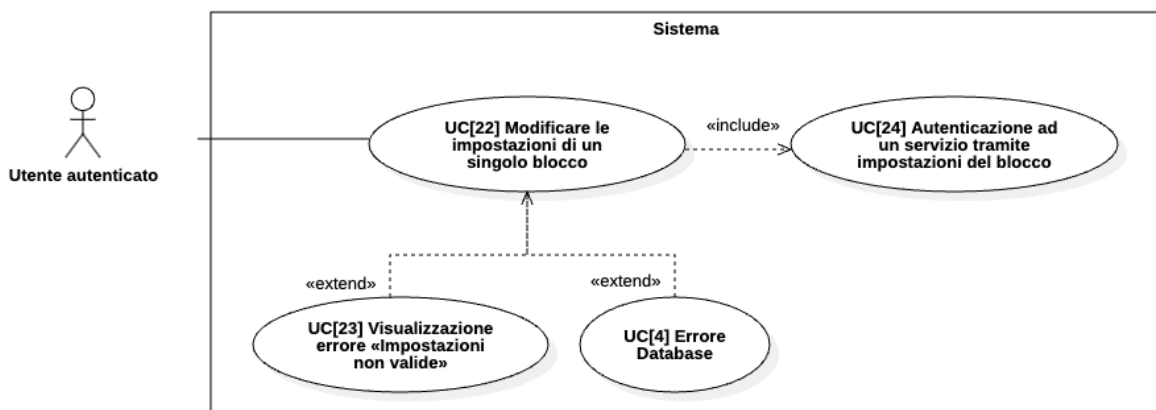 Sistema
Utente autenticato
UC[22] Modificare le
impostazioni di un
singolo blocco
«include»
UC[24] Autenticazione ad
un servizio tramite
impostazioni del blocco
«extend»
«extend»
UC[23] Visualizzazione
errore «Impostazioni
non valide»
UC[4] Errore
Database